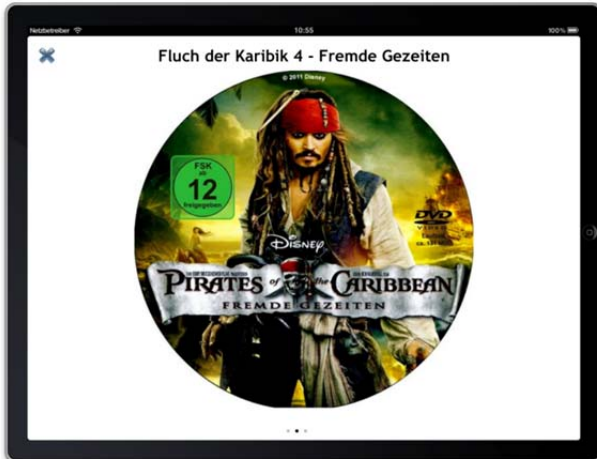 Netzbetreiber 10:55 100%
Fluch der Karibik 4 - Fremde Gezeiten
© 2011 Disney
FSK
ab
12
freigegeben
DVD
VIDEO
Disney
PIRATES of the CARIBBEAN
FREMDE GEZEITEN